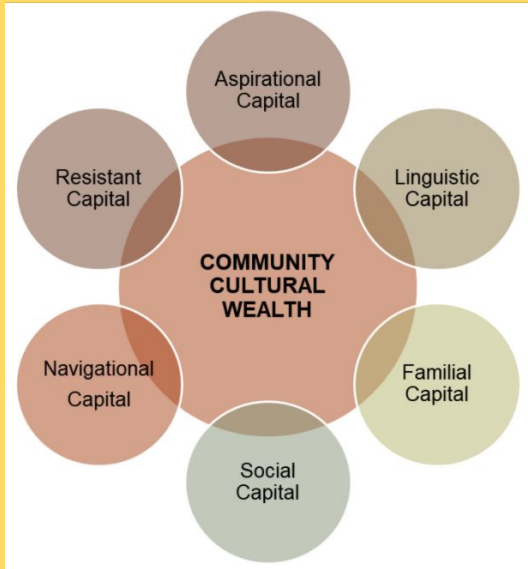 Aspirational
Capital
Resistant
Capital
Linguistic
Capital
COMMUNITY
CULTURAL
WEALTH
Navigational
Capital
Familial
Capital
Social
Capital